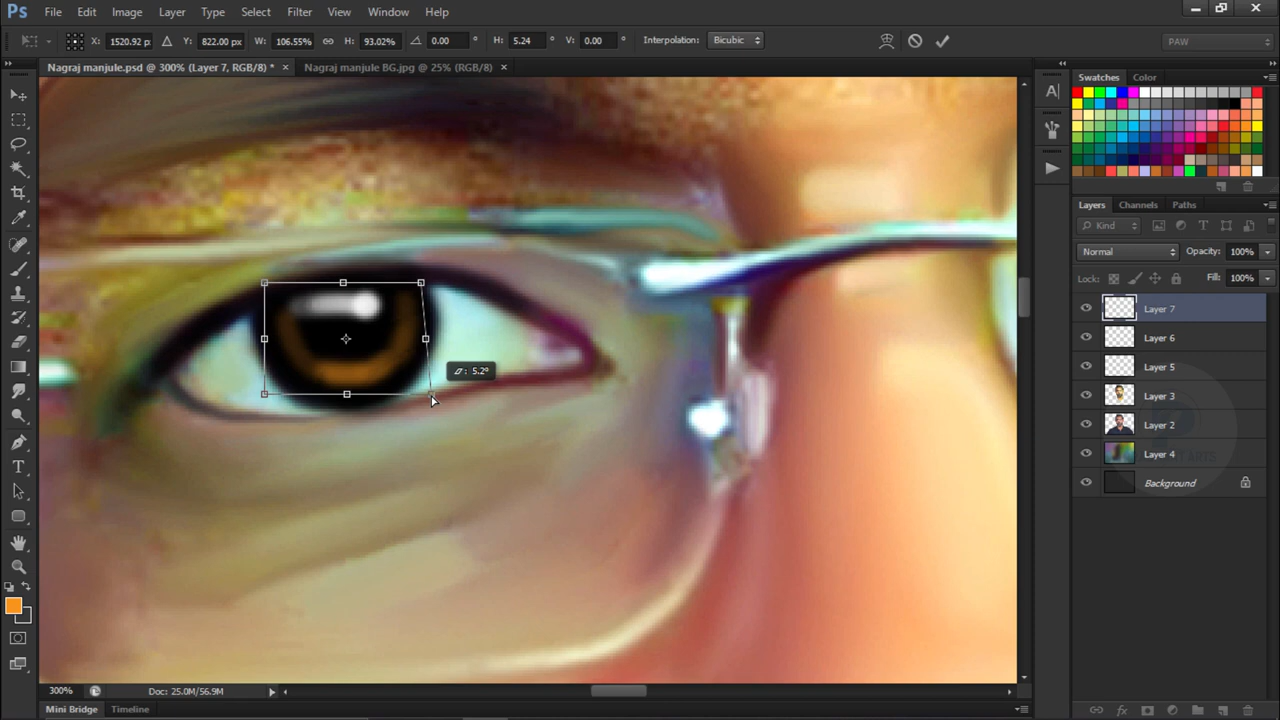 Ps File Edit Image Layer Type Select Filter View Window Help
X: 1520.92 p: Y: 822.00 px W: 106.55% H: 93.02% 0.00 ° H: 5.24 ° V: 0.00 ° Interpolation: Bicubic PAW
Nagraj manjule.psd @ 300% (Layer 7, RGB/8) * × Nagraj manjule BG.jpg @ 25% (RGB/8) ×
Swatches Color
Layers Channels Paths
Kind
Normal Opacity: 100%
Lock: Fill: 100%
Layer 7
Layer 6
Layer 5
Layer 3
Layer 2
Layer 4
Background
5.2°
300% Doc: 25.0M/56.9M
Mini Bridge Timeline